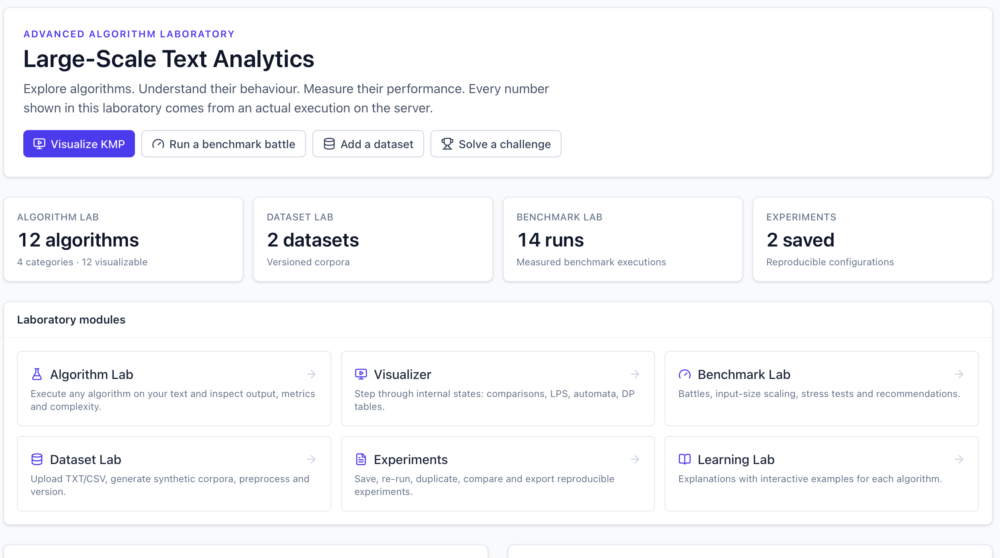 ADVANCED ALGORITHM LABORATORY
Large-Scale Text Analytics
Explore algorithms. Understand their behaviour. Measure their performance. Every number
shown in this laboratory comes from an actual execution on the server.
Visualize KMP
Run a benchmark battle
Add a dataset
Solve a challenge
ALGORITHM LAB
12 algorithms
4 categories · 12 visualizable
DATASET LAB
2 datasets
Versioned corpora
BENCHMARK LAB
14 runs
Measured benchmark executions
EXPERIMENTS
2 saved
Reproducible configurations
Laboratory modules
Algorithm Lab
Execute any algorithm on your text and inspect output, metrics
and complexity.
Visualizer
Step through internal states: comparisons, LPS, automata, DP
tables.
Benchmark Lab
Battles, input-size scaling, stress tests and recommendations.
Dataset Lab
Upload TXT/CSV, generate synthetic corpora, preprocess and
version.
Experiments
Save, re-run, duplicate, compare and export reproducible
experiments.
Learning Lab
Explanations with interactive examples for each algorithm.